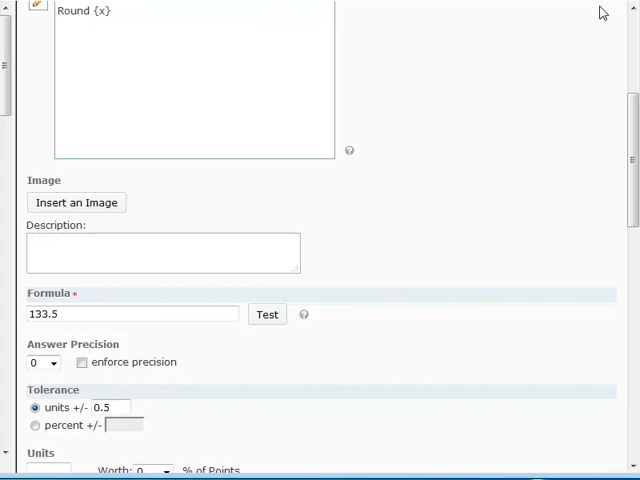 Round {x}
Image
Insert an Image
Description:
Formula *
133.5
Test
Answer Precision
0
enforce precision
Tolerance
units +/- 0.5
percent +/-
Units
Worth: 0 % of Points